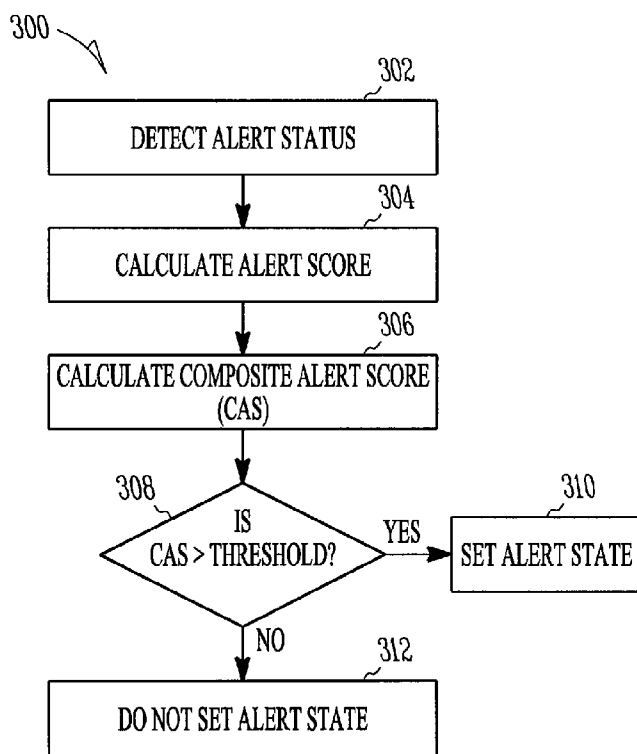 300
302
DETECT ALERT STATUS
304
CALCULATE ALERT SCORE
306
CALCULATE COMPOSITE ALERT SCORE
(CAS)
308
IS
CAS > THRESHOLD?
YES
310
SET ALERT STATE
NO
312
DO NOT SET ALERT STATE